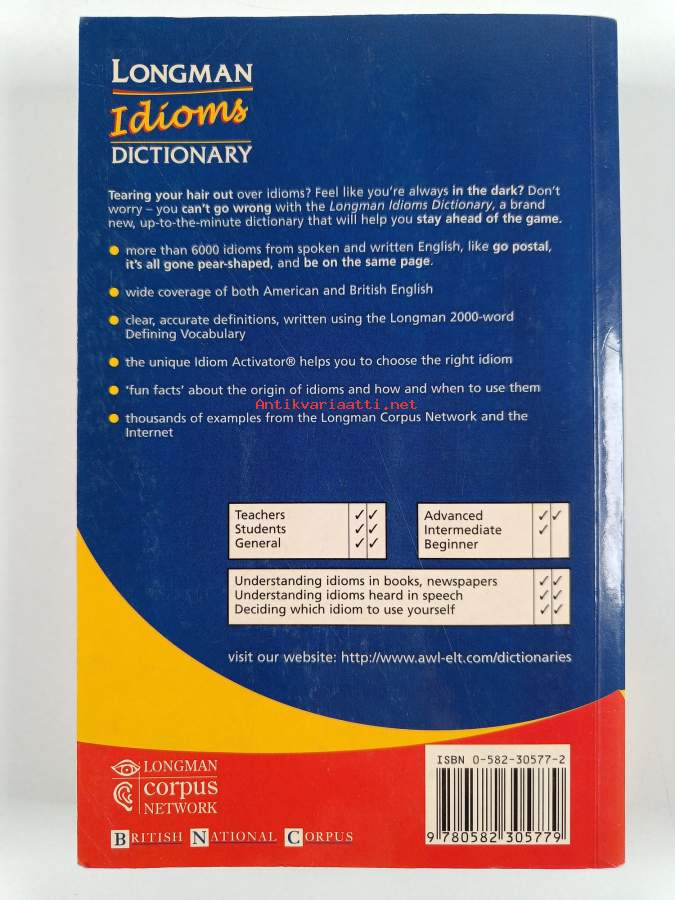 LONGMAN
Idioms
DICTIONARY
Tearing your hair out over idioms? Feel like you're always in the dark? Don't
worry – you can't go wrong with the Longman Idioms Dictionary, a brand
new, up-to-the-minute dictionary that will help you stay ahead of the game.
● more than 6000 idioms from spoken and written English, like go postal,
it's all gone pear-shaped, and be on the same page.
● wide coverage of both American and British English
● clear, accurate definitions, written using the Longman 2000-word
Defining Vocabulary
● the unique Idiom Activator® helps you to choose the right idiom
● 'fun facts' about the origin of idioms and how and when to use them
Antikvariaatti.net
● thousands of examples from the Longman Corpus Network and the
Internet
Teachers ✓✓
Students ✓✓
General ✓✓
Advanced ✓✓
Intermediate ✓
Beginner
Understanding idioms in books, newspapers ✓✓
Understanding idioms heard in speech ✓✓
Deciding which idiom to use yourself ✓✓
visit our website: http://www.awl-elt.com/dictionaries
LONGMAN
corpus
NETWORK
BRITISH NATIONAL CORPUS
ISBN 0-582-30577-2
9 780582 305779